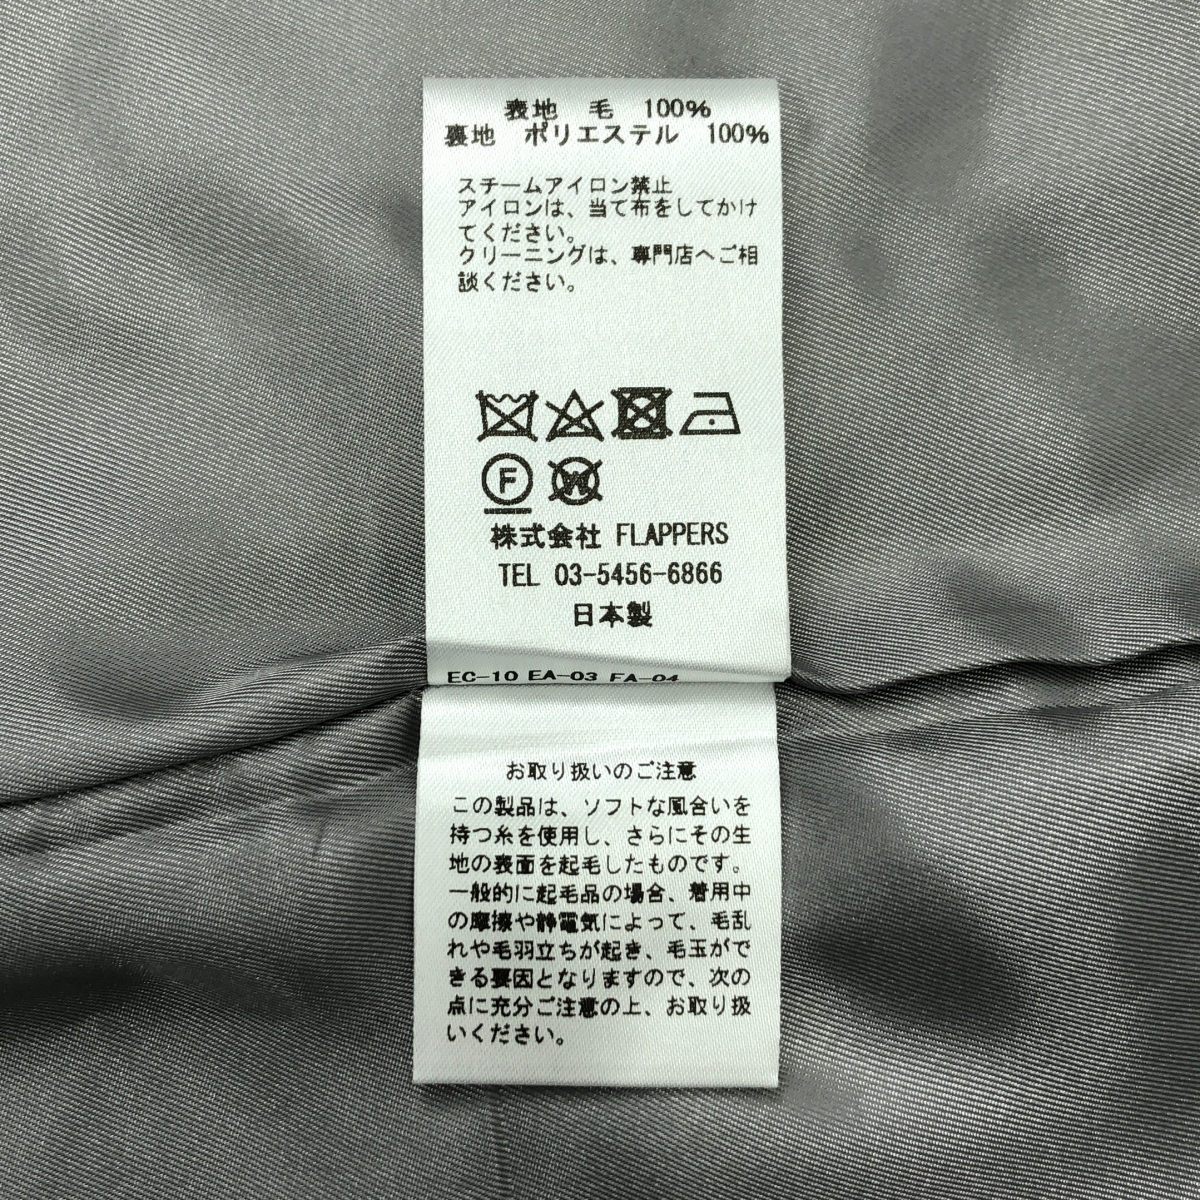 表地 毛 100%
裏地 ポリエステル 100%
スチームアイロン禁止
アイロンは、当て布をしてかけ
てください。
クリーニングは、専門店へご相
談ください。
F W
株式会社 FLAPPERS
TEL 03-5456-6866
日本製
EC-10 EA-03 FA-04
お取り扱いのご注意
この製品は、ソフトな風合いを
持つ糸を使用し、さらにその生
地の表面を起毛したものです。
一般的に起毛品の場合、着用中
の摩擦や静電気によって、毛乱
れや毛羽立ちが起き、毛玉がで
きる要因となりますので、次の
点に充分ご注意の上、お取り扱
いください。